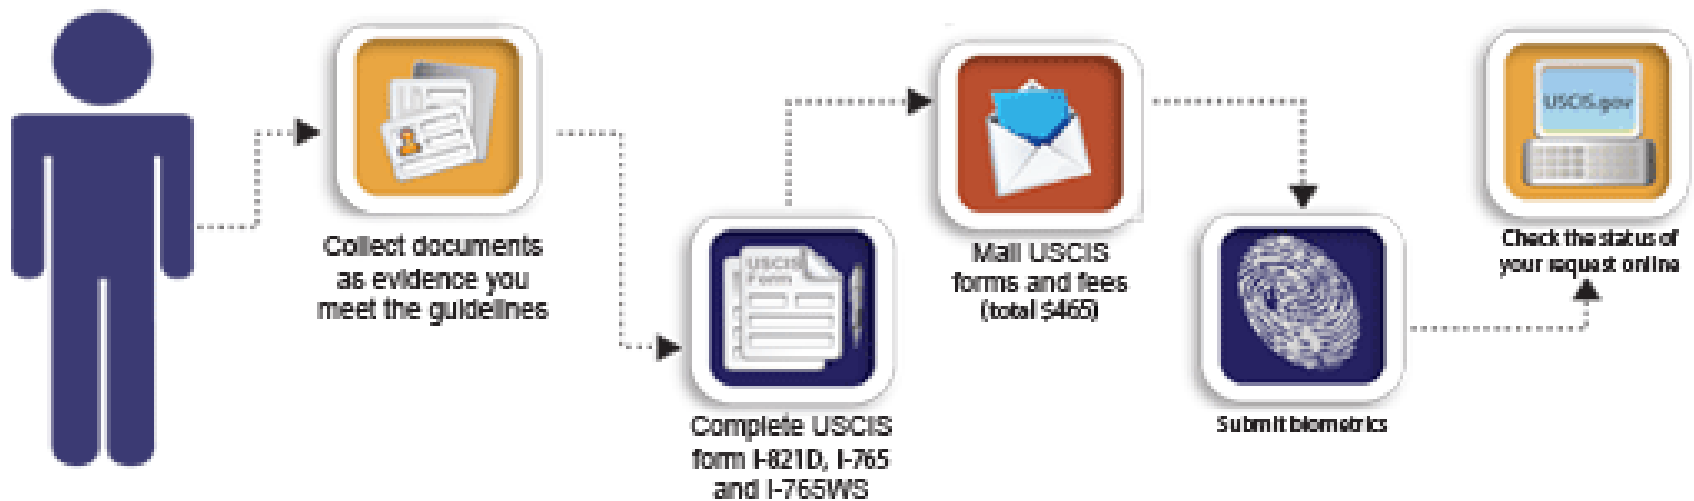 Collect documents
as evidence you
meet the guidelines
USCIS
Form
Complete USCIS
form I-821D, I-765
and I-765WS
Mail USCIS
forms and fees
(total $465)
Submit biometrics
USCIS.gov
Check the status of
your request online